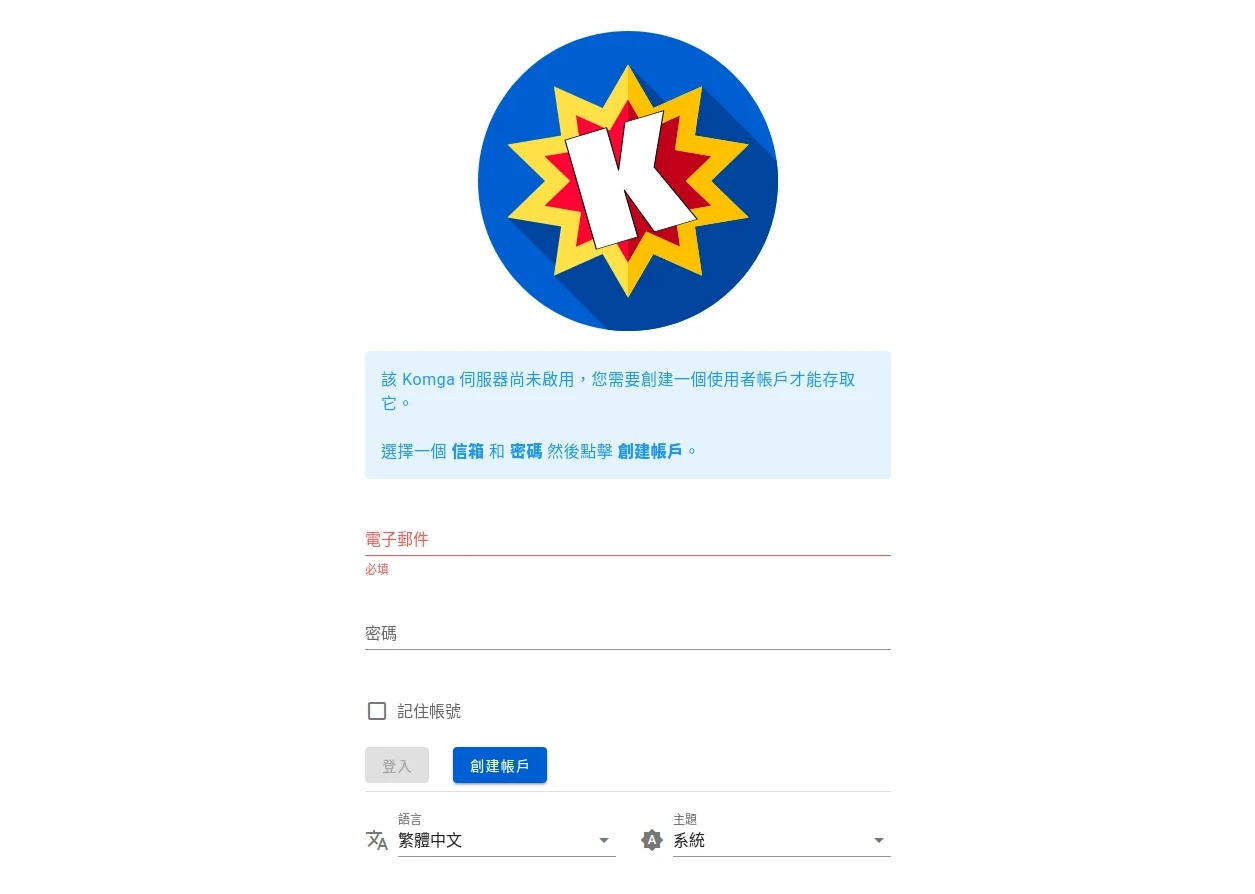 K
該 Komga 伺服器尚未啟用，您需要創建一個使用者帳戶才能存取
它。
選擇一個 信箱 和 密碼 然後點擊 創建帳戶。
電子郵件
必填
密碼
記住帳號
登入 創建帳戶
語言 主題
繁體中文 系統